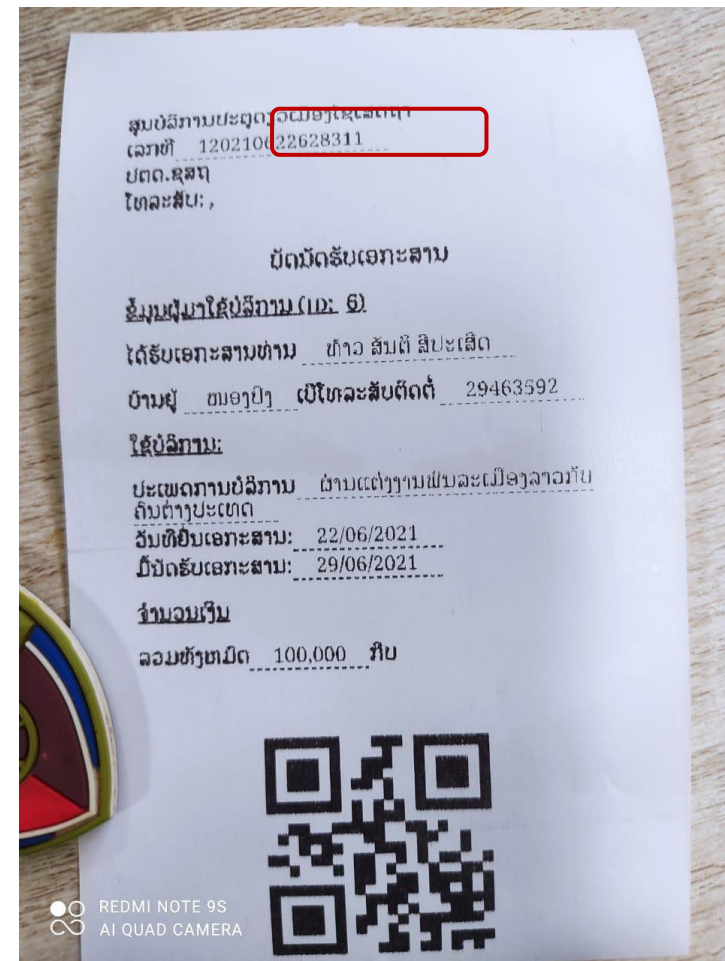 ສູນບໍລິການປະຕູດຽວເມືອງໄຊເສດຖາ
ເລກທີ 120210622628311
ປຕດ.ຊສຖ
ໂທລະສັບ: ,
ບັດນັດຮັບເອກະສານ
ຂໍ້ມູນຜູ້ມາໃຊ້ບໍລິການ (ID: 6)
ໄດ້ຮັບເອກະສານທ່ານ ທ້າວ ສັນຕິ ສີປະເສີດ
ບ້ານຢູ່ ໜອງປິງ ເບີໂທລະສັບຕິດຕໍ່ 29463592
ໃຊ້ບໍລິການ:
ປະເພດການບໍລິການ ຜ່ານແຕ່ງງານພົນລະເມືອງລາວກັບ
ຄົນຕ່າງປະເທດ
ວັນທີຍື່ນເອກະສານ: 22/06/2021
ມື້ນັດຮັບເອກະສານ: 29/06/2021
ຈຳນວນເງິນ
ລວມທັງຫມົດ 100,000 ກີບ
REDMI NOTE 9S
AI QUAD CAMERA